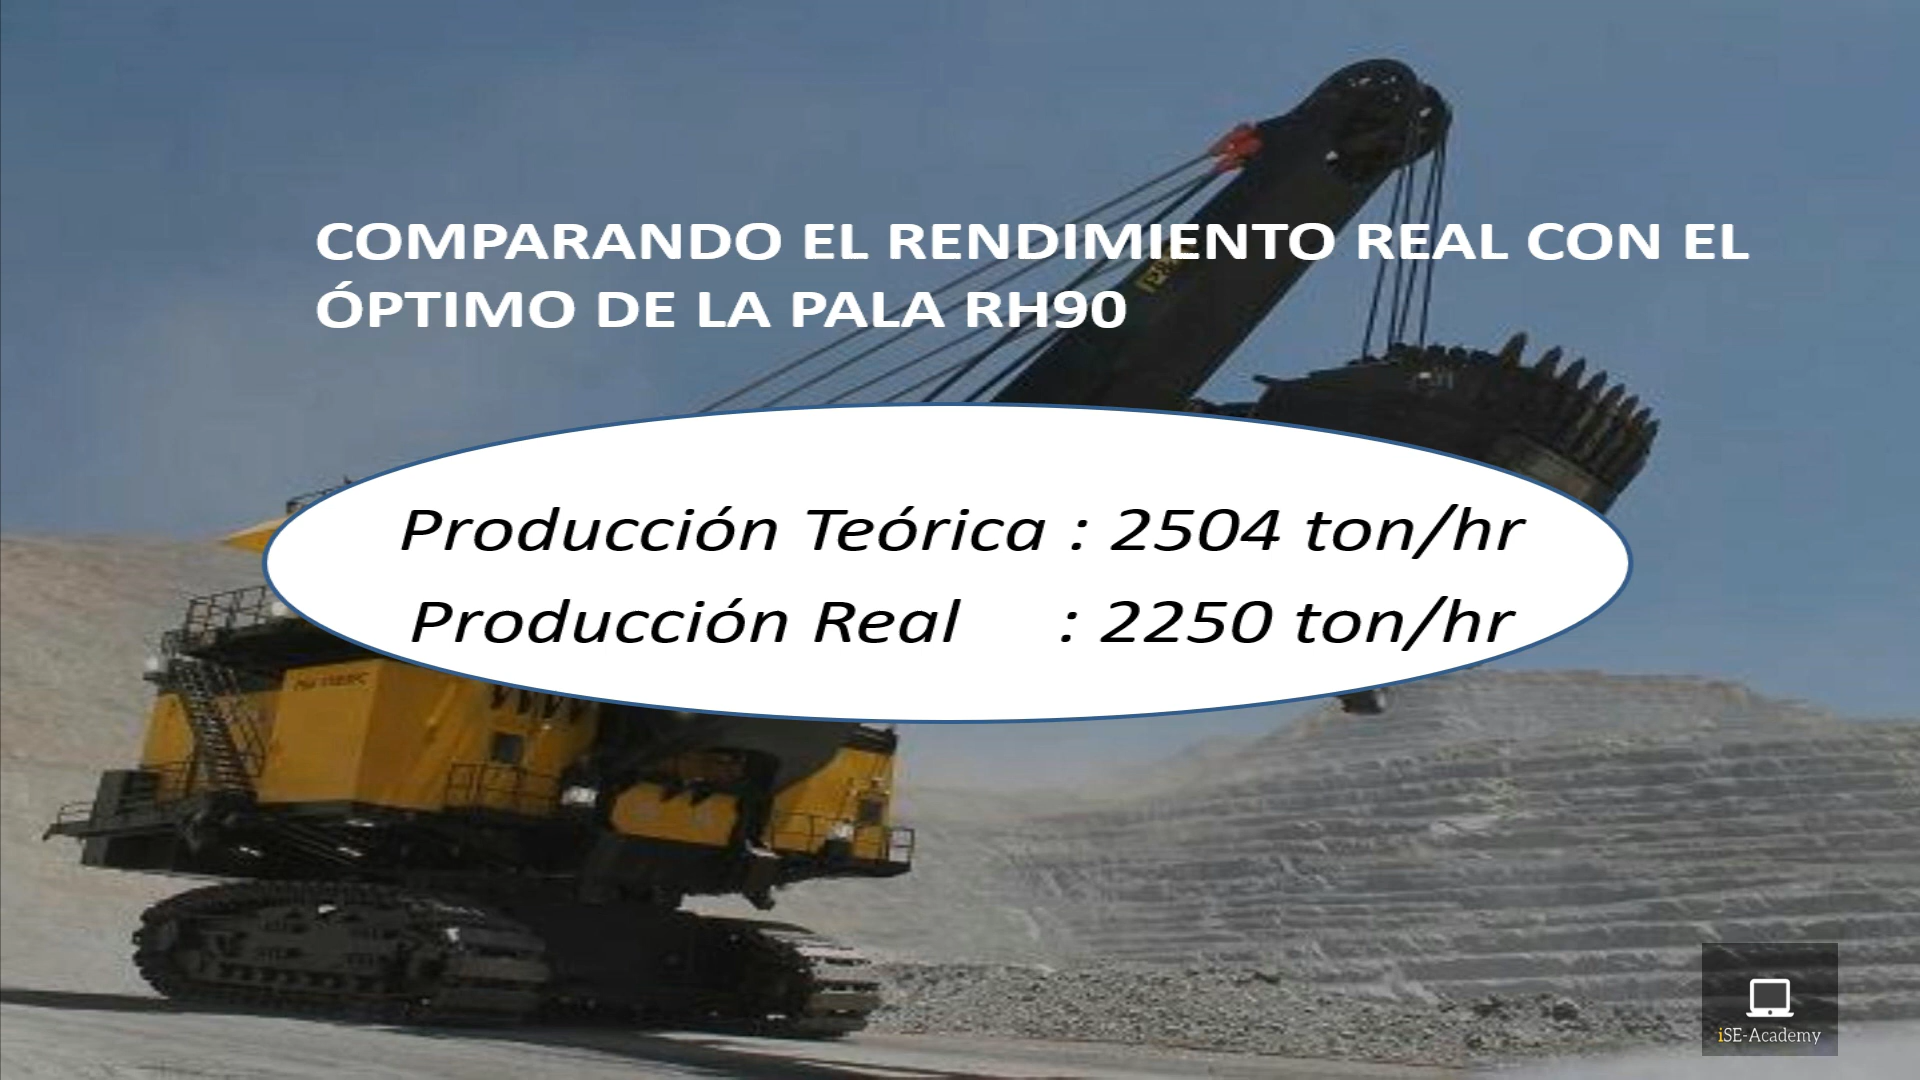 COMPARANDO EL RENDIMIENTO REAL CON EL
ÓPTIMO DE LA PALA RH90
Producción Teórica : 2504 ton/hr
Producción Real : 2250 ton/hr
iSE-Academy